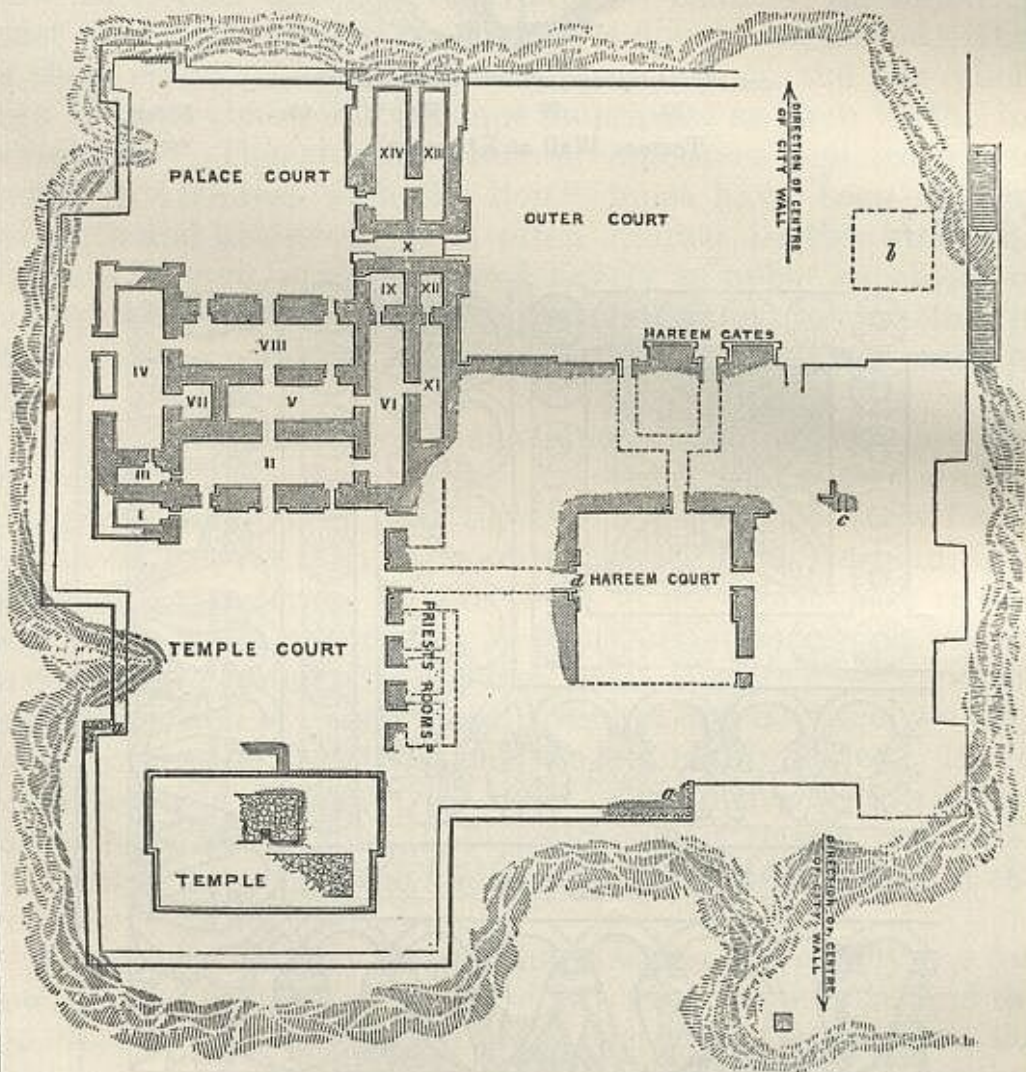 XIV
XIII
DIRECTION OF CENTRE
OF CITY WALL
PALACE COURT
OUTER COURT
X
b
IX
XII
HAREEM GATES
VIII
IV
XI
VII
V
VI
II
III
I
c
d
HAREEM COURT
PRIESTS ROOMS
TEMPLE COURT
a
TEMPLE
DIRECTION OF CENTRE
OF CITY WALL